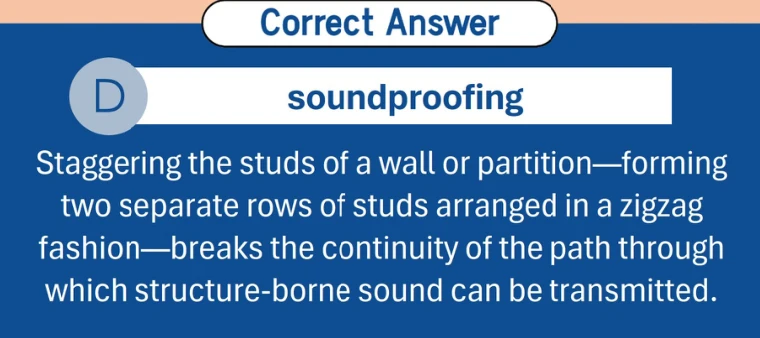 Correct Answer
D
soundproofing
Staggering the studs of a wall or partition—forming
two separate rows of studs arranged in a zigzag
fashion—breaks the continuity of the path through
which structure-borne sound can be transmitted.